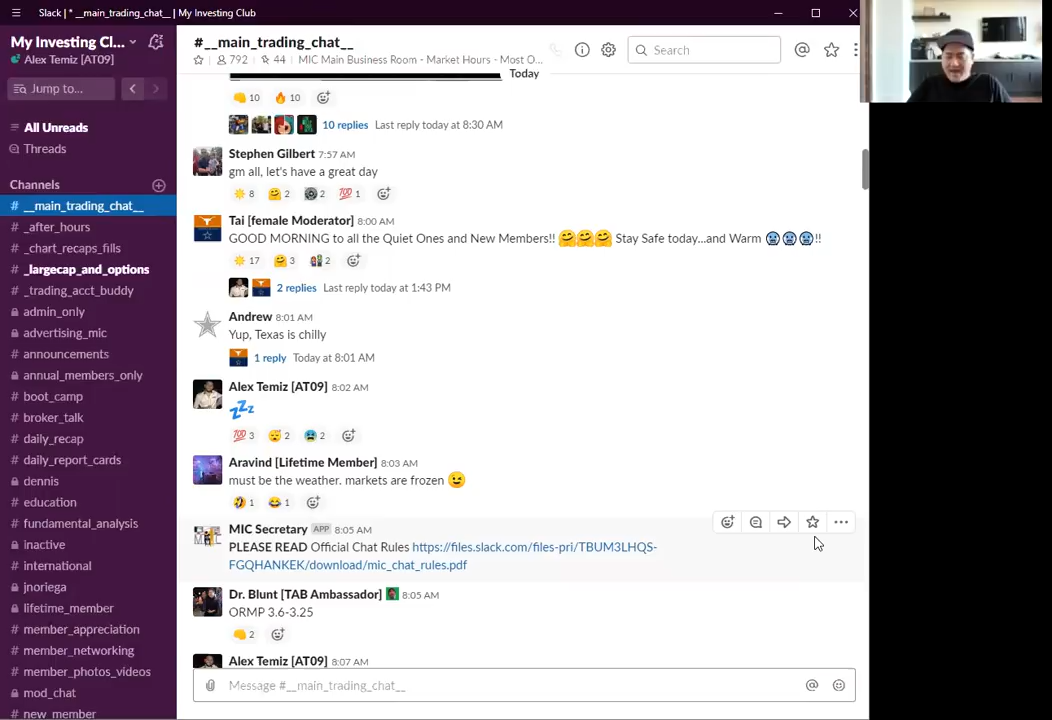 Slack | * __main_trading_chat__ | My Investing Club
My Investing Cl...
Alex Temiz [AT09]
Jump to...
All Unreads
Threads
Channels
# __main_trading_chat__
# _after_hours
# _chart_recaps_fills
# _largecap_and_options
# _trading_acct_buddy
admin_only
advertising_mic
# announcements
annual_members_only
# boot_camp
# broker_talk
# daily_recap
# daily_report_cards
# dennis
# education
# fundamental_analysis
inactive
# international
jnoriega
lifetime_member
# member_appreciation
# member_networking
# member_photos_videos
mod_chat
# new_member
#__main_trading_chat__
792
44
MIC Main Business Room - Market Hours - Most O...
Search
Today
10
10
10 replies Last reply today at 8:30 AM
Stephen Gilbert 7:57 AM
gm all, let's have a great day
8
2
2
1
Tai [female Moderator] 8:00 AM
GOOD MORNING to all the Quiet Ones and New Members!! 🤗🤗🤗 Stay Safe today...and Warm 🥶🥶🥶!!
17
3
2
2 replies Last reply today at 1:43 PM
Andrew 8:01 AM
Yup, Texas is chilly
1 reply Today at 8:01 AM
Alex Temiz [AT09] 8:02 AM
💤
3
2
2
Aravind [Lifetime Member] 8:03 AM
must be the weather. markets are frozen 😉
1
1
MIC Secretary APP 8:05 AM
PLEASE READ Official Chat Rules https://files.slack.com/files-pri/TBUM3LHQS-
FGQHANKEK/download/mic_chat_rules.pdf
Dr. Blunt [TAB Ambassador] 8:05 AM
ORMP 3.6-3.25
2
Alex Temiz [AT09] 8:07 AM
Message #__main_trading_chat__